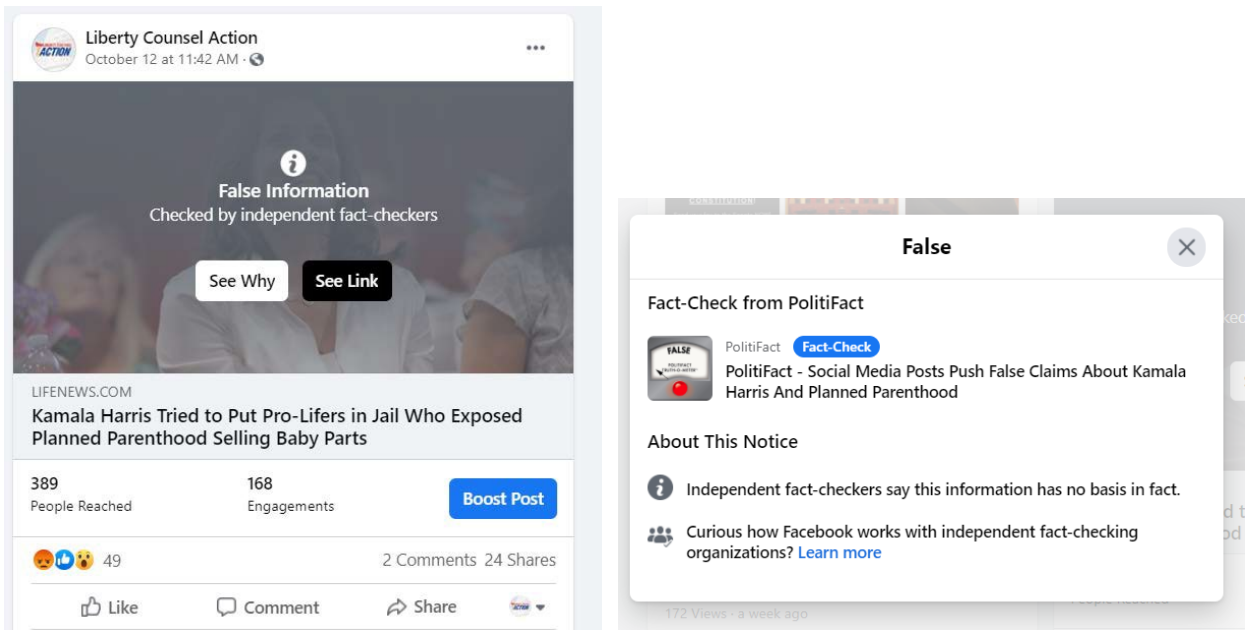 Liberty Counsel Action
October 12 at 11:42 AM ·
ACTION
False Information
Checked by independent fact-checkers
See Why
See Link
LIFENEWS.COM
Kamala Harris Tried to Put Pro-Lifers in Jail Who Exposed
Planned Parenthood Selling Baby Parts
389
People Reached
168
Engagements
Boost Post
49
2 Comments 24 Shares
Like
Comment
Share
CONSTITUTION!
False
Fact-Check from PolitiFact
FALSE
PolitiFact Fact-Check
PolitiFact - Social Media Posts Push False Claims About Kamala
Harris And Planned Parenthood
About This Notice
Independent fact-checkers say this information has no basis in fact.
Curious how Facebook works with independent fact-checking
organizations? Learn more
172 Views · a week ago